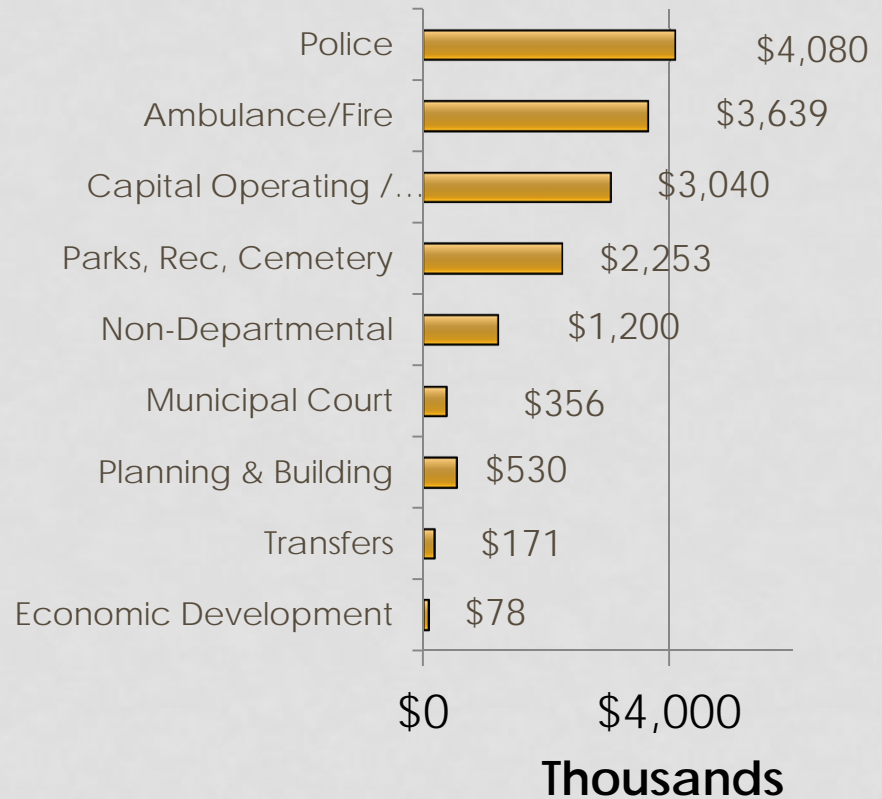 Police $4,080
Ambulance/Fire $3,639
Capital Operating /... $3,040
Parks, Rec, Cemetery $2,253
Non-Departmental $1,200
Municipal Court $356
Planning & Building $530
Transfers $171
Economic Development $78
$0 $4,000
Thousands